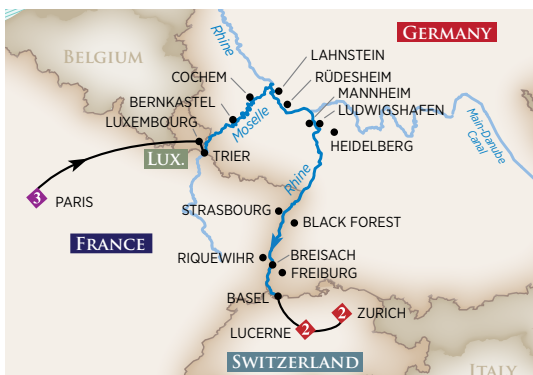 GERMANY
BELGIUM
Rhine
LAHNSTEIN
COCHEM
RÜDESHEIM
BERNKASTEL
MANNHEIM
LUXEMBOURG
LUDWIGSHAFEN
Moselle
HEIDELBERG
Main-Danube
Canal
LUX.
TRIER
Rhine
3
PARIS
STRASBOURG
BLACK FOREST
FRANCE
RIQUEWIHR
BREISACH
FREIBURG
BASEL
2
ZURICH
LUCERNE
2
SWITZERLAND
ITALY